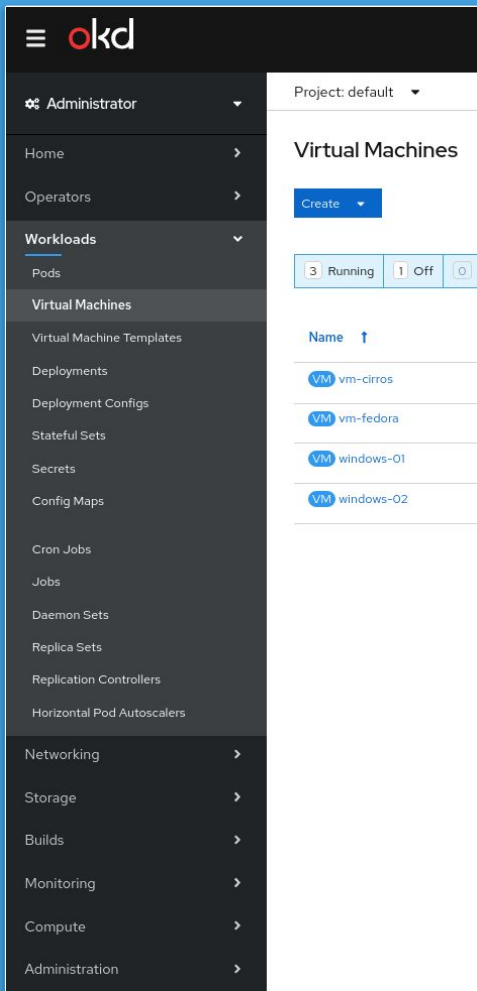 okd
Administrator
Home
Operators
Workloads
Pods
Virtual Machines
Virtual Machine Templates
Deployments
Deployment Configs
Stateful Sets
Secrets
Config Maps
Cron Jobs
Jobs
Daemon Sets
Replica Sets
Replication Controllers
Horizontal Pod Autoscalers
Networking
Storage
Builds
Monitoring
Compute
Administration
Project: default
Virtual Machines
Create
3 Running 1 Off 0
Name
VM vm-cirros
VM vm-fedora
VM windows-01
VM windows-02